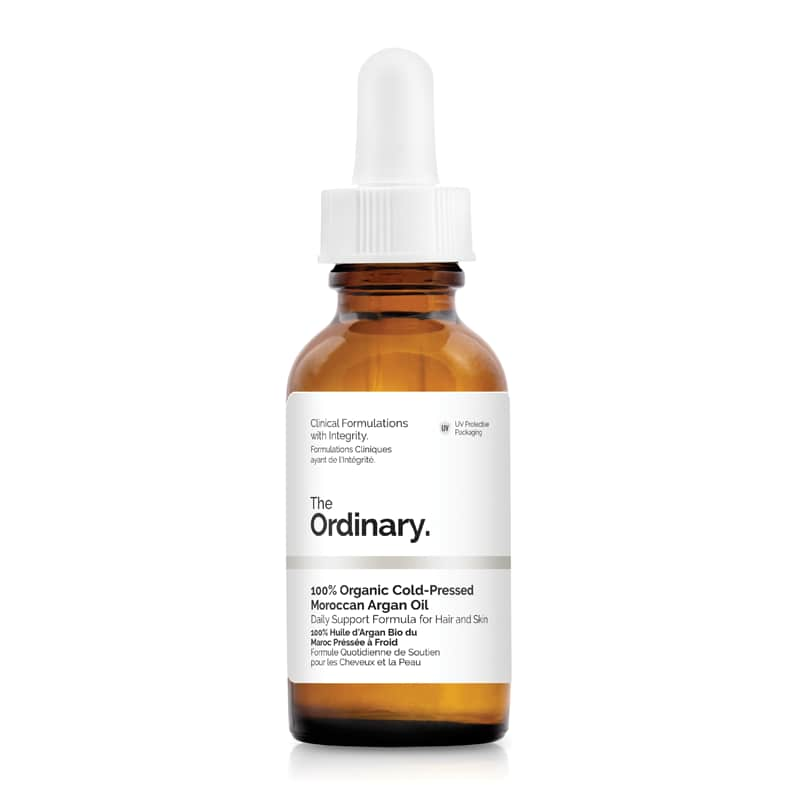 Clinical Formulations
with Integrity.
Formulations Cliniques
ayant de l'Intégrité.
UV
UV Protective
Packaging
The
Ordinary.
100% Organic Cold-Pressed
Moroccan Argan Oil
Daily Support Formula for Hair and Skin
100% Huile d'Argan Bio du
Maroc Préssée à Froid
Formule Quotidienne de Soutien
pour les Cheveux et la Peau